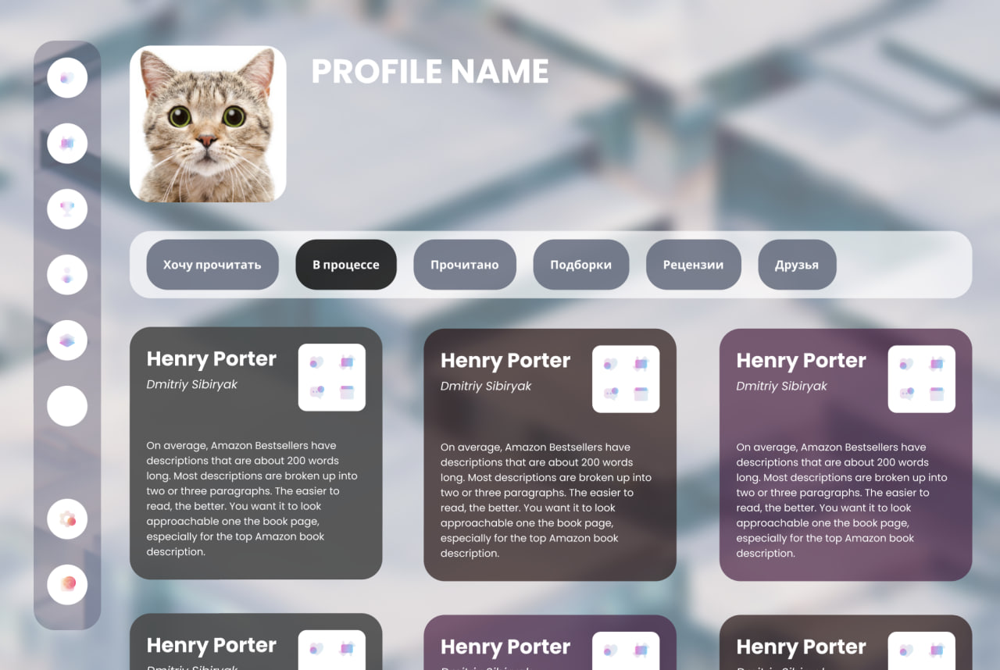 PROFILE NAME
Хочу прочитать
В процессе
Прочитано
Подборки
Рецензии
Друзья
Henry Porter
Dmitriy Sibiryak
On average, Amazon Bestsellers have
descriptions that are about 200 words
long. Most descriptions are broken up into
two or three paragraphs. The easier to
read, the better. You want it to look
approachable one the book page,
especially for the top Amazon book
description.
Henry Porter
Dmitriy Sibiryak
On average, Amazon Bestsellers have
descriptions that are about 200 words
long. Most descriptions are broken up into
two or three paragraphs. The easier to
read, the better. You want it to look
approachable one the book page,
especially for the top Amazon book
description.
Henry Porter
Dmitriy Sibiryak
On average, Amazon Bestsellers have
descriptions that are about 200 words
long. Most descriptions are broken up into
two or three paragraphs. The easier to
read, the better. You want it to look
approachable one the book page,
especially for the top Amazon book
description.
Henry Porter
Dmitriy Sibiryak
Henry Porter
Henry Porter